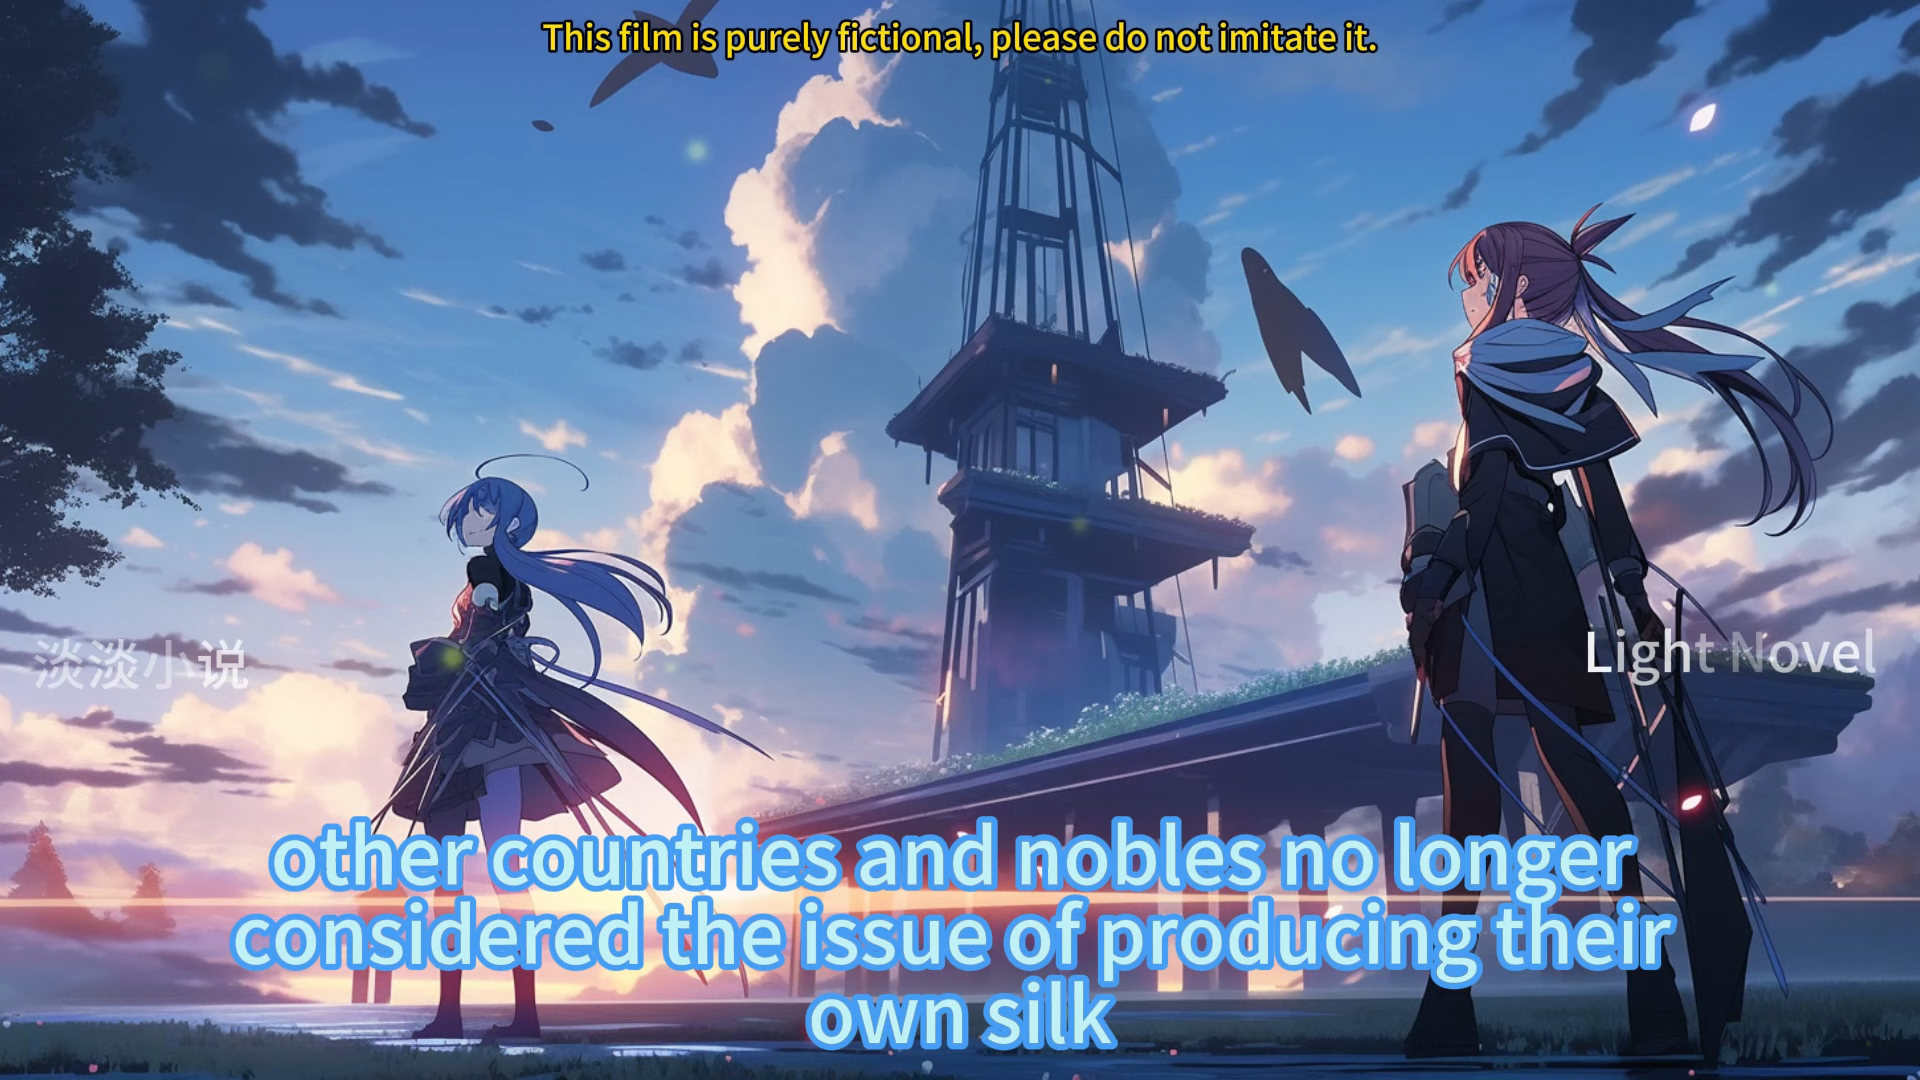 This film is purely fictional, please do not imitate it.
淡淡小说
Light Novel
other countries and nobles no longer
considered the issue of producing their
own silk